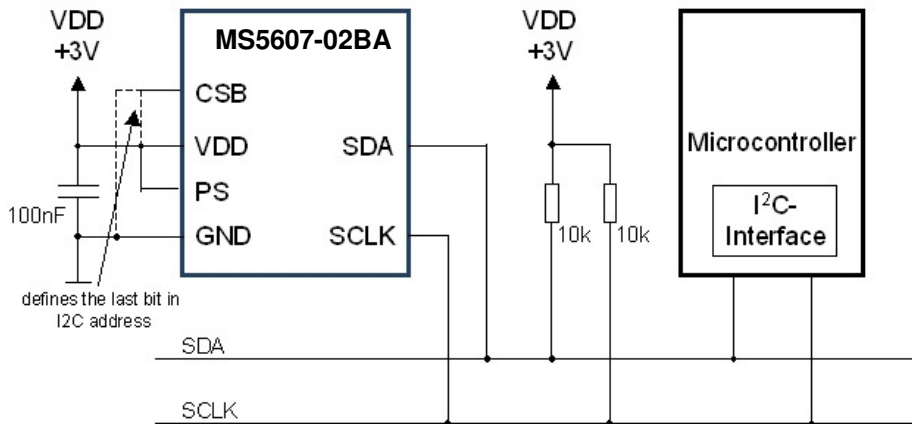 VDD
+3V
MS5607-02BA
CSB
VDD
PS
GND
SDA
SCLK
100nF
defines the last bit in
I2C address
VDD
+3V
10k
10k
Microcontroller
I²C-
Interface
SDA
SCLK